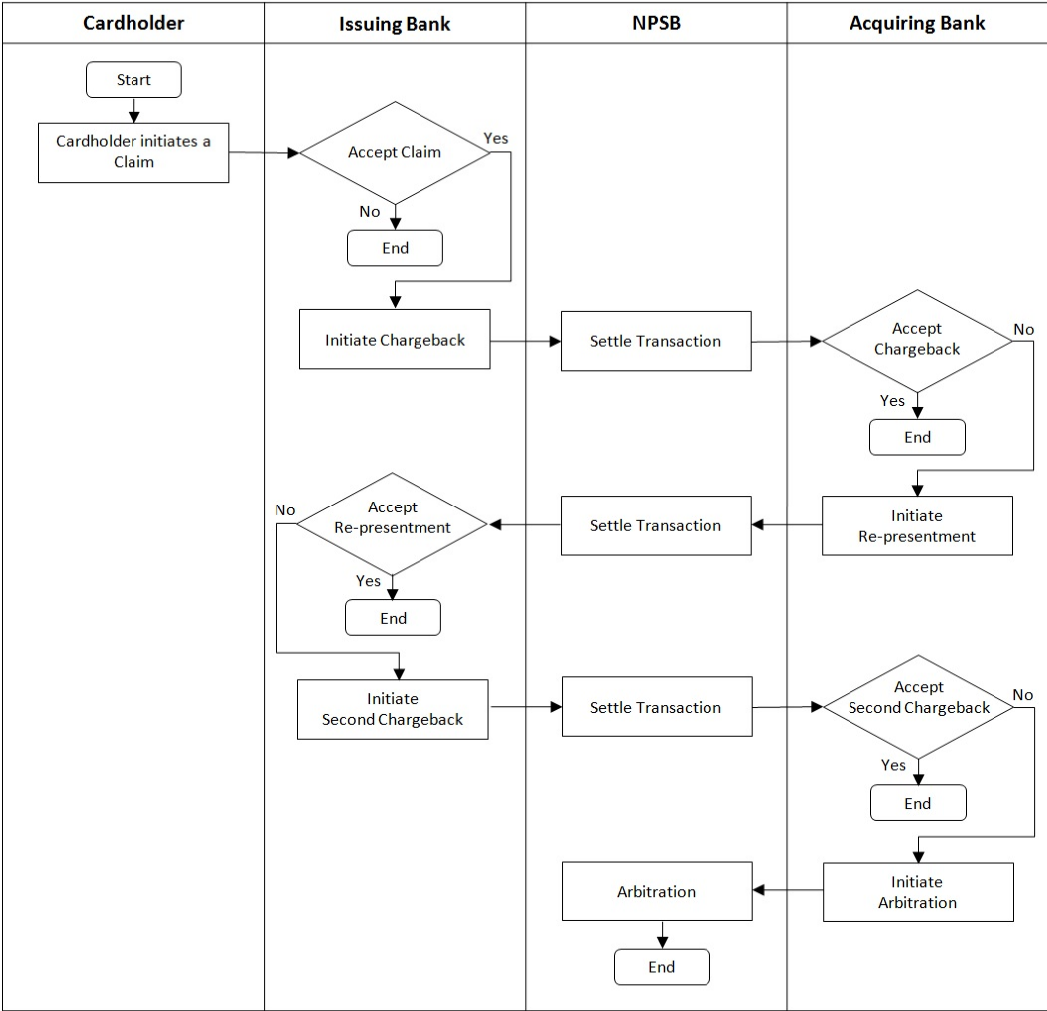 Cardholder
Issuing Bank
NPSB
Acquiring Bank
Start
Cardholder initiates a
Claim
Accept Claim
Yes
No
End
Initiate Chargeback
Settle Transaction
Accept
Chargeback
No
Yes
End
Initiate
Re-presentment
Settle Transaction
Accept
Re-presentment
No
Yes
End
Initiate
Second Chargeback
Settle Transaction
Accept
Second Chargeback
No
Yes
End
Initiate
Arbitration
Arbitration
End